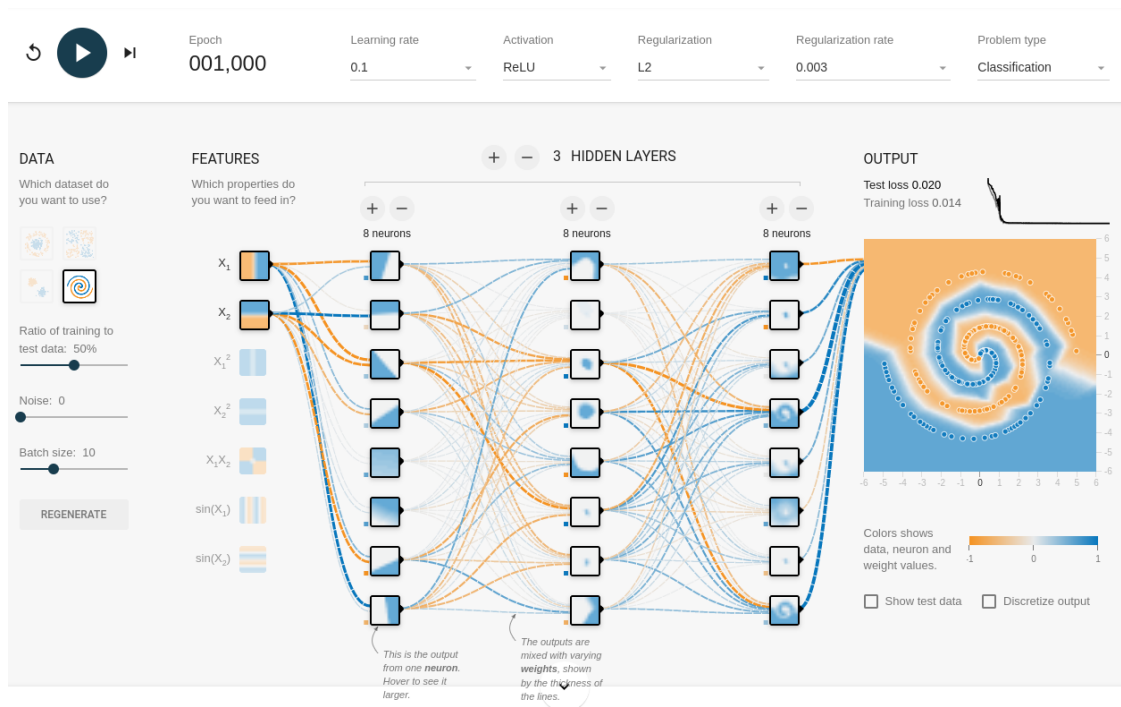 Epoch
001,000
Learning rate
0.1
Activation
ReLU
Regularization
L2
Regularization rate
0.003
Problem type
Classification
DATA
Which dataset do
you want to use?
Ratio of training to
test data: 50%
Noise: 0
Batch size: 10
REGENERATE
FEATURES
Which properties do
you want to feed in?
X1
X2
X1²
X2²
X1X2
sin(X1)
sin(X2)
+ − 3 HIDDEN LAYERS
+ −
8 neurons
+ −
8 neurons
+ −
8 neurons
This is the output
from one neuron.
Hover to see it
larger.
The outputs are
mixed with varying
weights, shown
by the thickness of
the lines.
OUTPUT
Test loss 0.020
Training loss 0.014
6
5
4
3
2
1
0
-1
-2
-3
-4
-5
-6
-6 -5 -4 -3 -2 -1 0 1 2 3 4 5 6
Colors shows
data, neuron and
weight values.
-1 0 1
Show test data
Discretize output